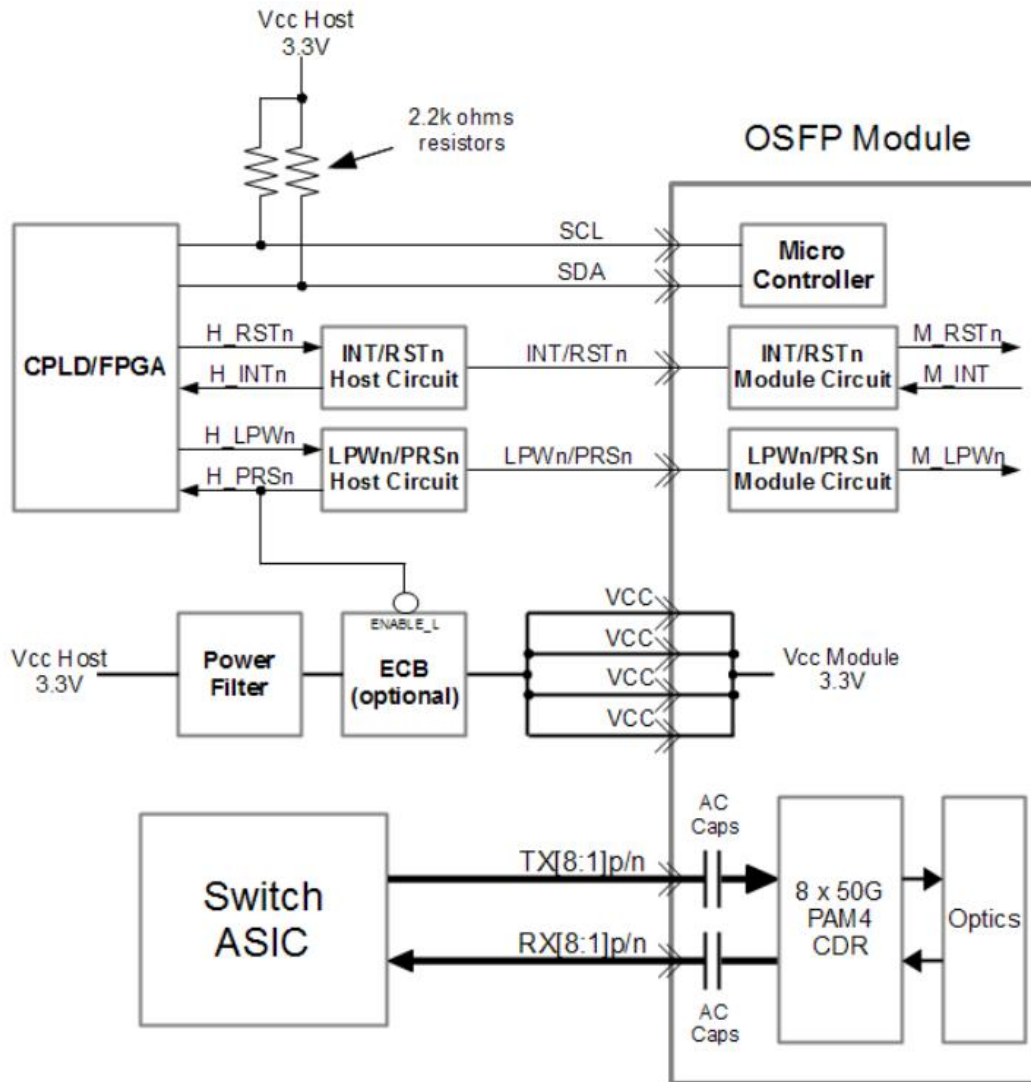 Vcc Host
3.3V
2.2k ohms
resistors
OSFP Module
SCL
SDA
Micro
Controller
CPLD/FPGA
H_RSTn
H_INTn
INT/RSTn
Host Circuit
INT/RSTn
INT/RSTn
Module Circuit
M_RSTn
M_INT
H_LPWn
H_PRSn
LPWn/PRSn
Host Circuit
LPWn/PRSn
LPWn/PRSn
Module Circuit
M_LPWn
Vcc Host
3.3V
Power
Filter
ENABLE_L
ECB
(optional)
VCC
VCC
VCC
VCC
Vcc Module
3.3V
Switch
ASIC
TX[8:1]p/n
RX[8:1]p/n
AC
Caps
AC
Caps
8 x 50G
PAM4
CDR
Optics